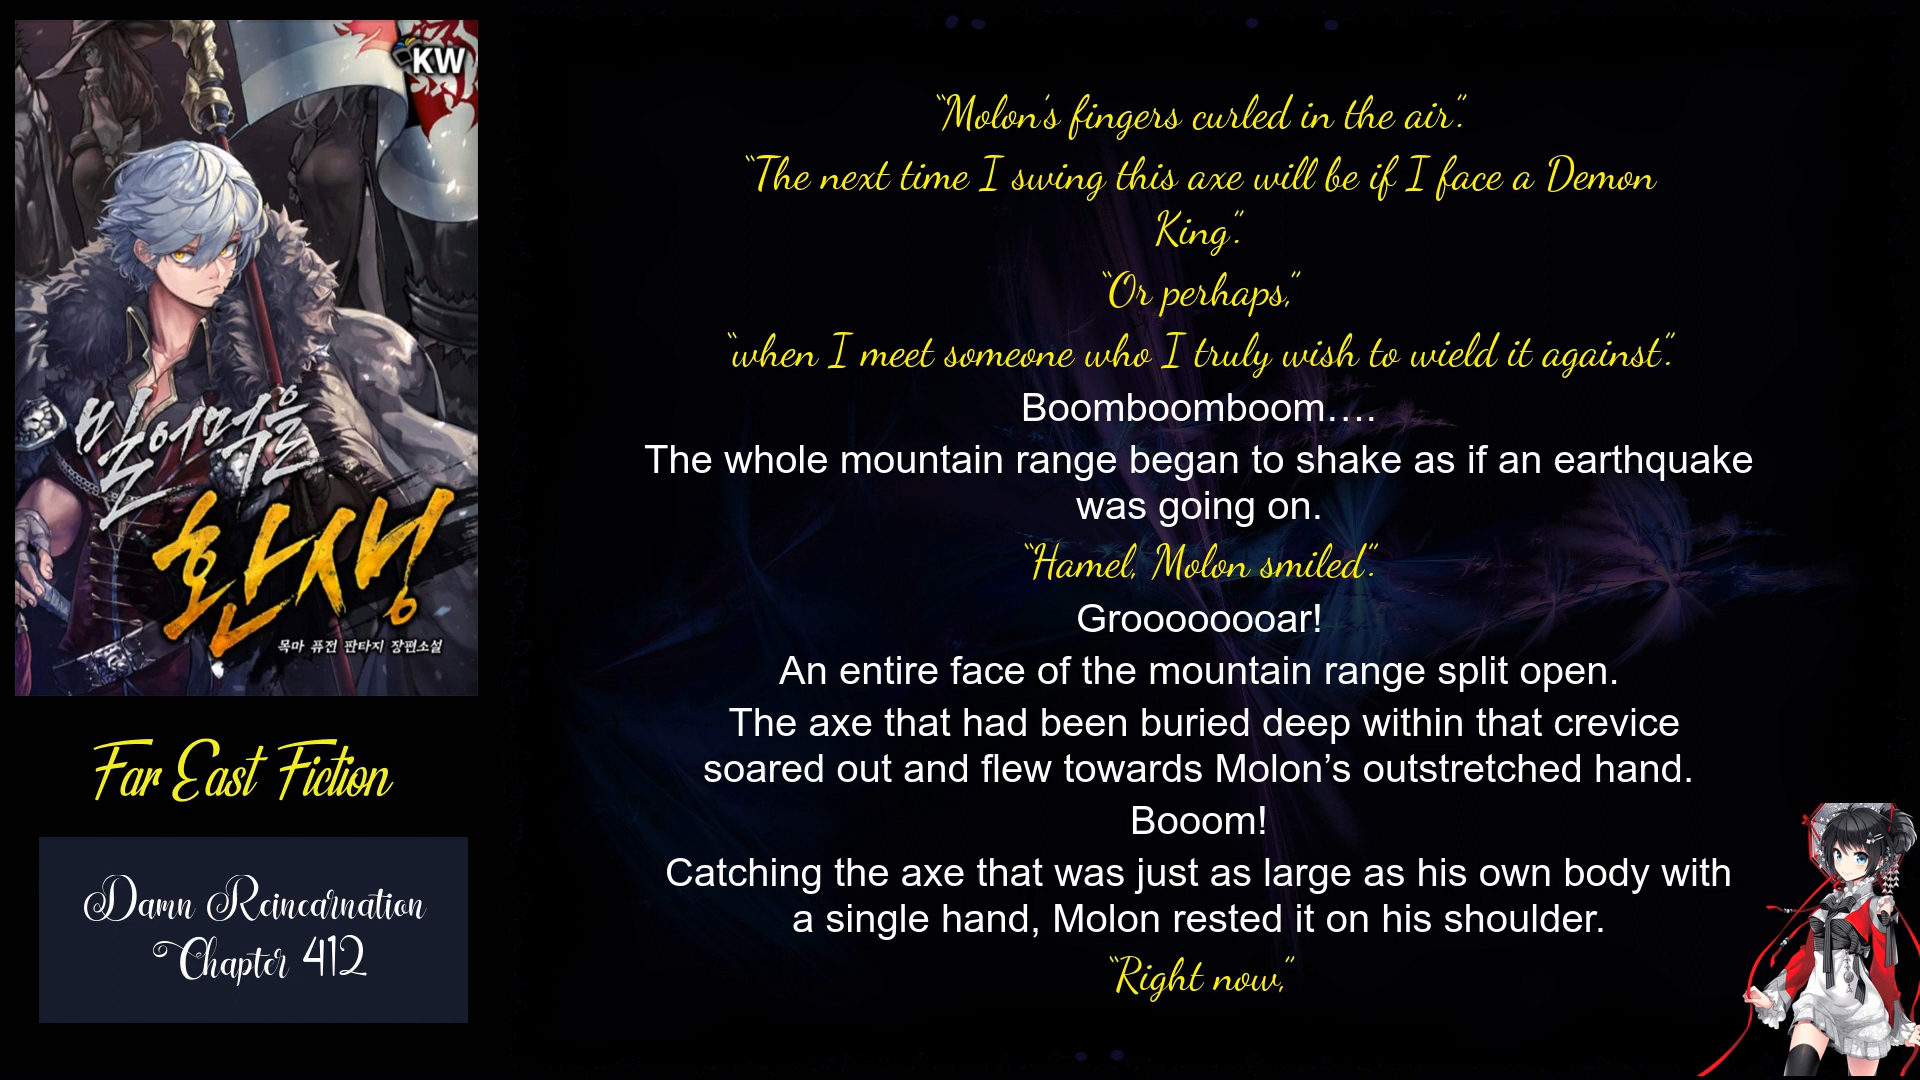 KW
빌어먹을
환생
목마 퓨전 판타지 장편소설
Far East Fiction
Damn Reincarnation
Chapter 412
“Molon’s fingers curled in the air”.
“The next time I swing this axe will be if I face a Demon
King”.
“Or perhaps,”
“when I meet someone who I truly wish to wield it against”.
Boomboomboom….
The whole mountain range began to shake as if an earthquake
was going on.
“Hamel, Molon smiled”.
Groooooooar!
An entire face of the mountain range split open.
The axe that had been buried deep within that crevice
soared out and flew towards Molon’s outstretched hand.
Booom!
Catching the axe that was just as large as his own body with
a single hand, Molon rested it on his shoulder.
“Right now,”